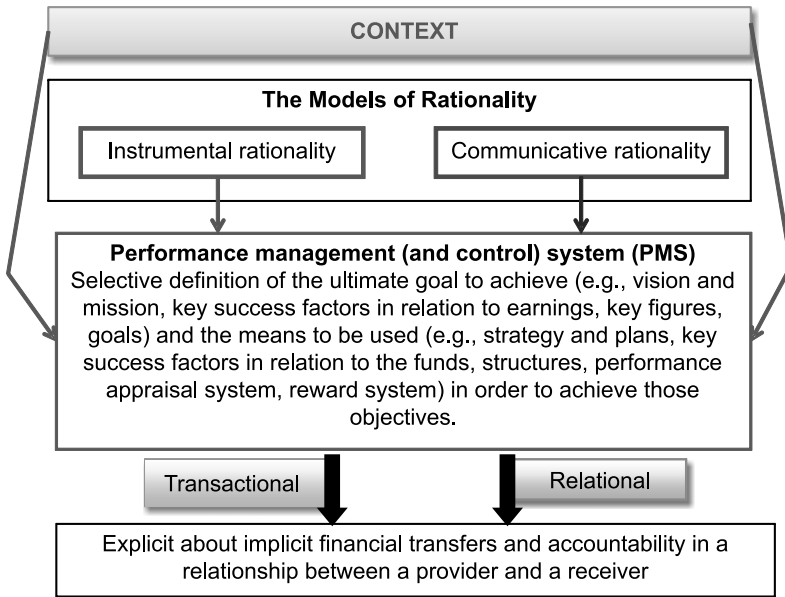 CONTEXT
The Models of Rationality
Instrumental rationality
Communicative rationality
Performance management (and control) system (PMS)
Selective definition of the ultimate goal to achieve (e.g., vision and
mission, key success factors in relation to earnings, key figures,
goals) and the means to be used (e.g., strategy and plans, key
success factors in relation to the funds, structures, performance
appraisal system, reward system) in order to achieve those
objectives.
Transactional
Relational
Explicit about implicit financial transfers and accountability in a
relationship between a provider and a receiver